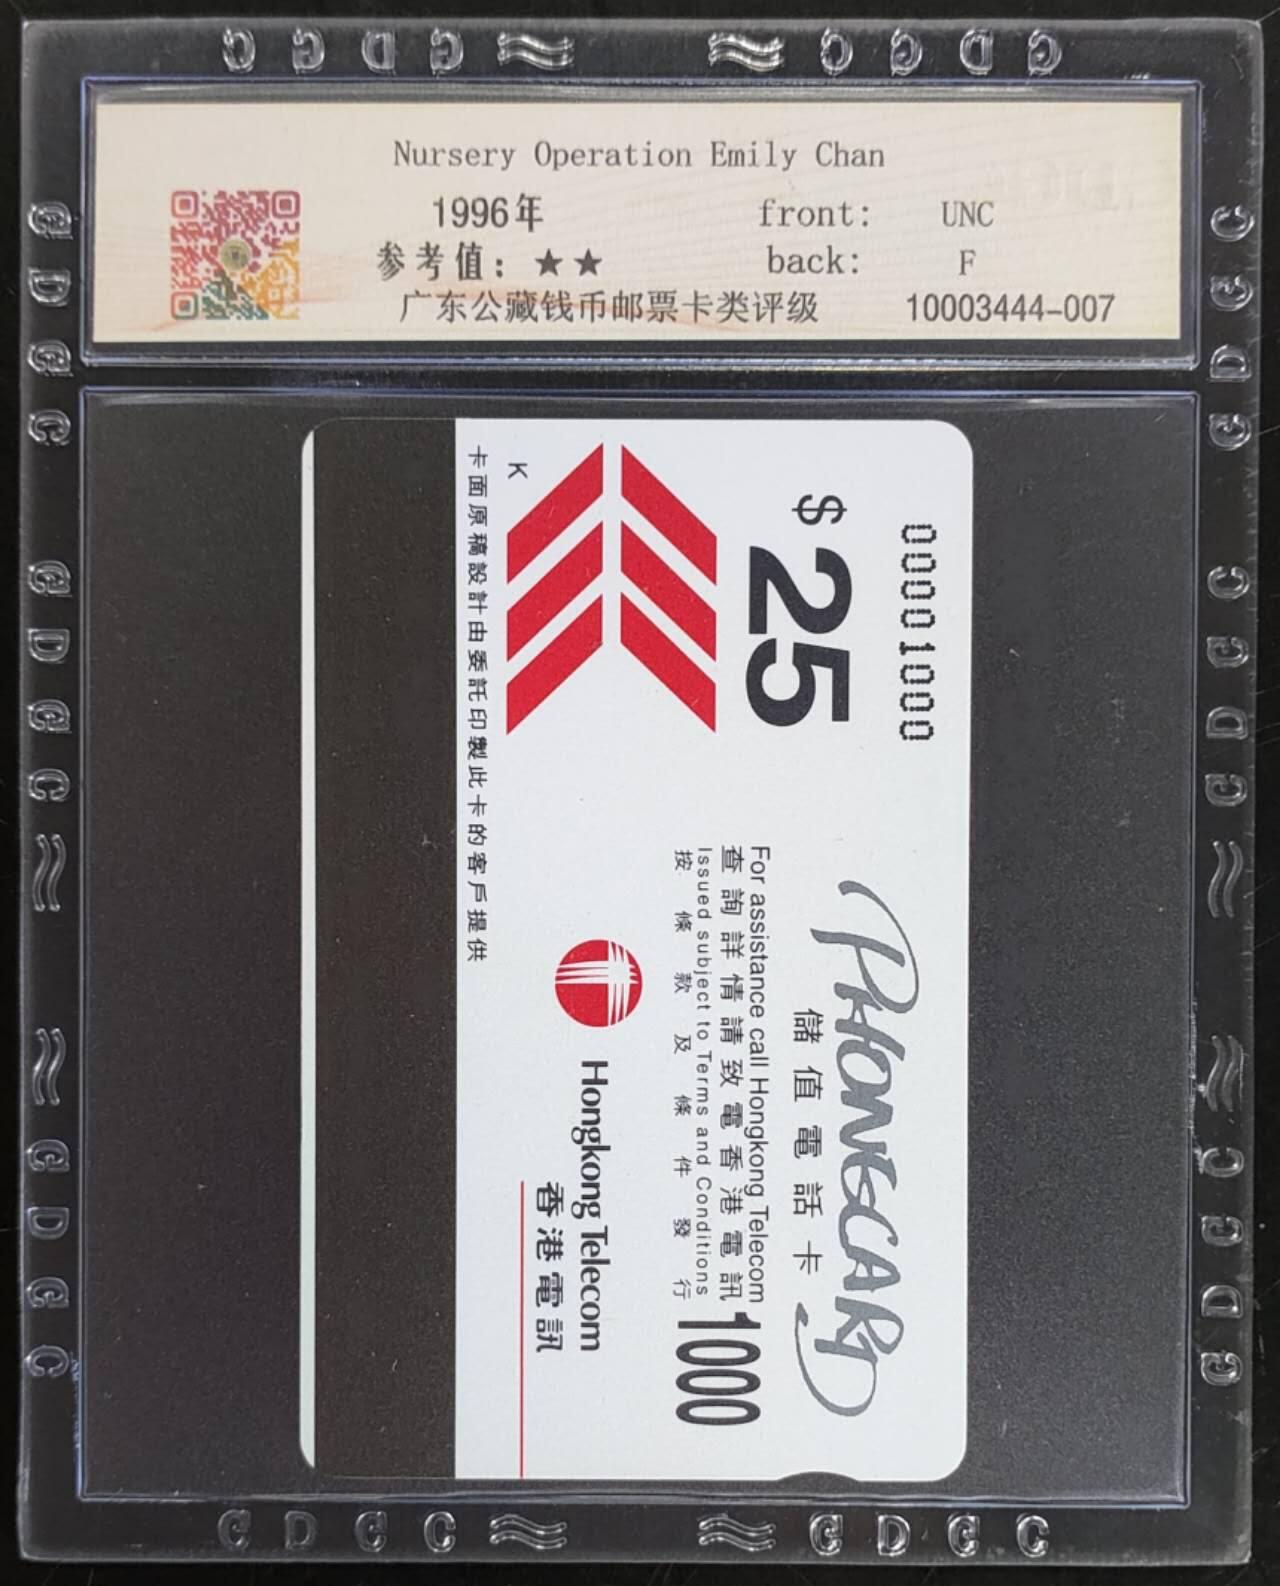 GDGC GDGC
Nursery Operation Emily Chan
1996年 front: UNC
参考值：★★ back: F
广东公藏钱币邮票卡类评级 10003444-007
00001000
$25
PHONECARD
儲值電話卡
For assistance call Hongkong Telecom
查詢詳情請致電香港電訊
Issued subject to Terms and Conditions
按條款及條件發行
1000
Hongkong Telecom
香港電訊
K
卡面原稿設計由委託印製此卡的客戶提供
GDGC GDGC